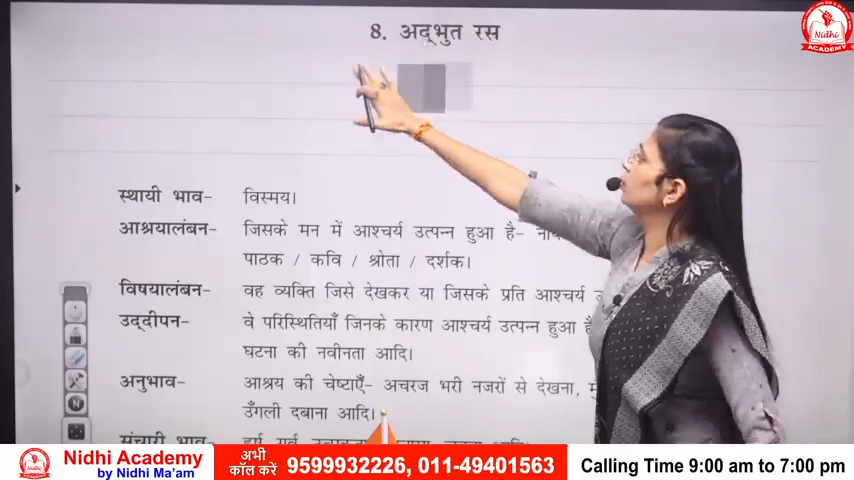 8. अद्भुत रस
Nidhi
ACADEMY
स्थायी भाव- विस्मय।
आश्रयालंबन- जिसके मन में आश्चर्य उत्पन्न हुआ है-
पाठक / कवि / श्रोता / दर्शक।
विषयालंबन- वह व्यक्ति जिसे देखकर या जिसके प्रति आश्चर्य
उद्दीपन- वे परिस्थितियाँ जिनके कारण आश्चर्य उत्पन्न हुआ
घटना की नवीनता आदि।
अनुभाव- आश्रय की चेष्टाएँ- अचरज भरी नजरों से देखना,
उँगली दबाना आदि।
संचारी भाव-
Nidhi Academy
by Nidhi Ma'am
अभी
कॉल करें
9599932226, 011-49401563
Calling Time 9:00 am to 7:00 pm